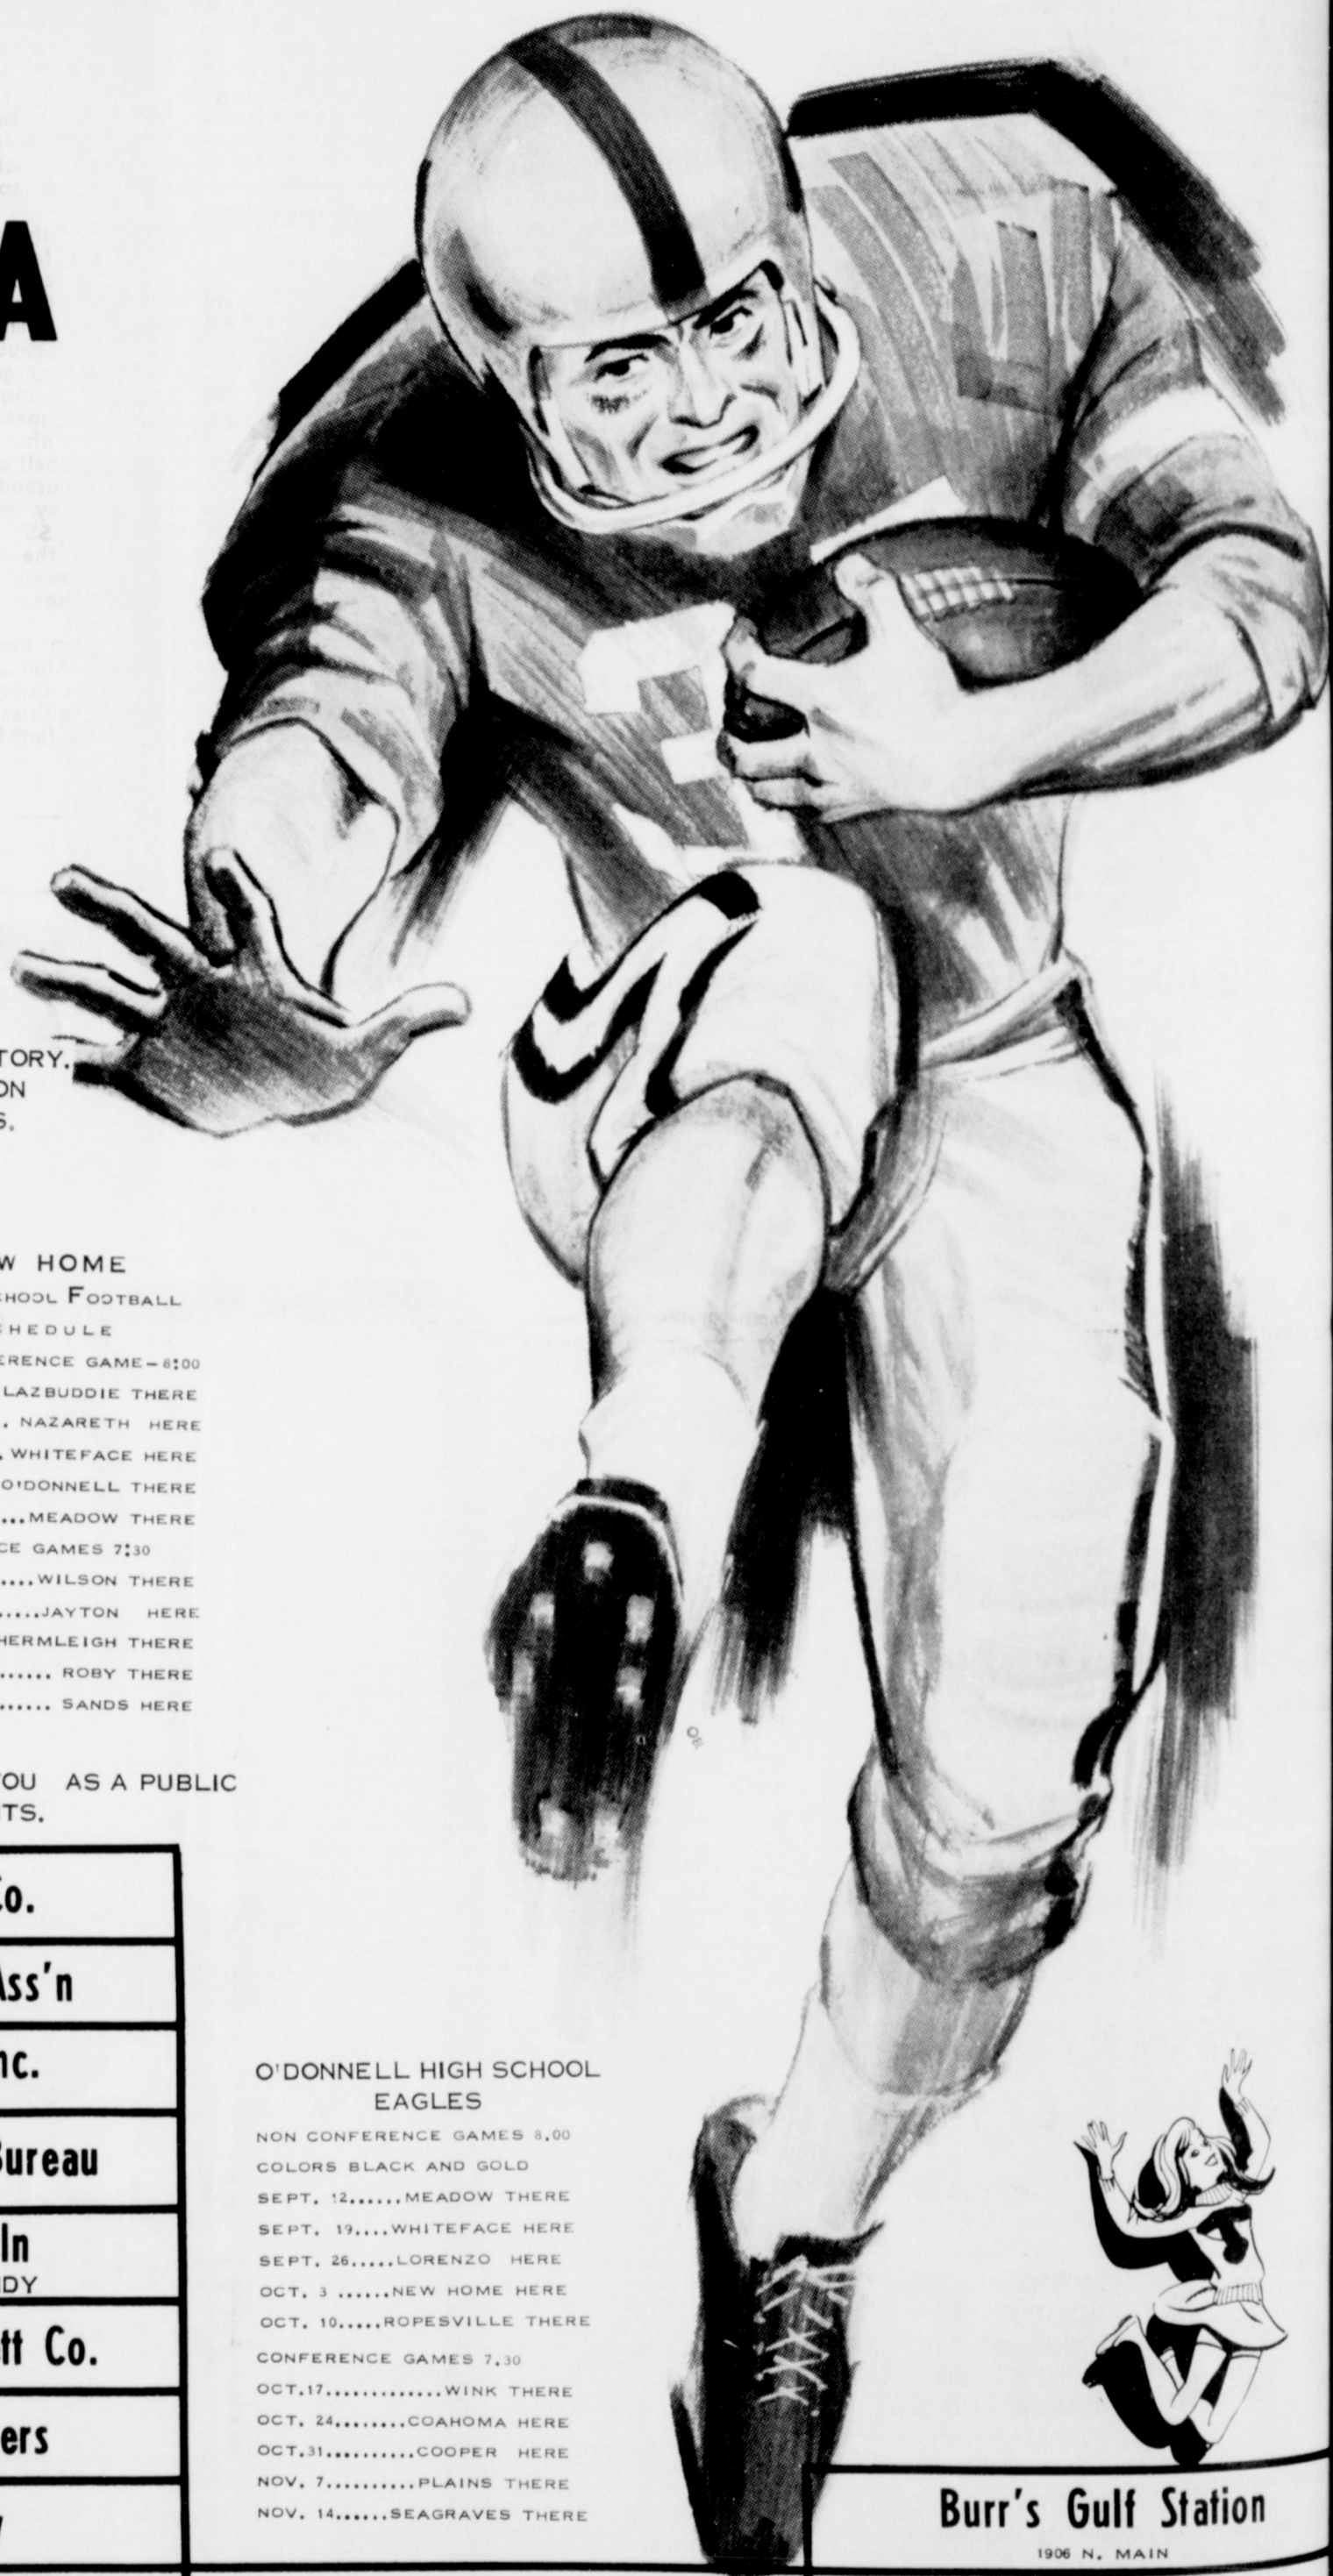 A
TORY.
ON
S.
W HOME
CHOOL FOOTBALL
CHEDULE
ERENCE GAME-8:00
LAZBUDDIE THERE
. NAZARETH HERE
. WHITEFACE HERE
O'DONNELL THERE
...MEADOW THERE
CE GAMES 7:30
....WILSON THERE
.....JAYTON HERE
HERMLEIGH THERE
...... ROBY THERE
...... SANDS HERE
YOU AS A PUBLIC
TS.
Co.
Ass'n
nc.
Bureau
In
DY
tt Co.
ers
y
O'DONNELL HIGH SCHOOL
EAGLES
NON CONFERENCE GAMES 8.00
COLORS BLACK AND GOLD
SEPT. 12......MEADOW THERE
SEPT. 19....WHITEFACE HERE
SEPT. 26.....LORENZO HERE
OCT. 3 ......NEW HOME HERE
OCT. 10.....ROPESVILLE THERE
CONFERENCE GAMES 7.30
OCT.17.............WINK THERE
OCT. 24........COAHOMA HERE
OCT.31..........COOPER HERE
NOV. 7..........PLAINS THERE
NOV. 14......SEAGRAVES THERE
Burr's Gulf Station
1906 N. MAIN